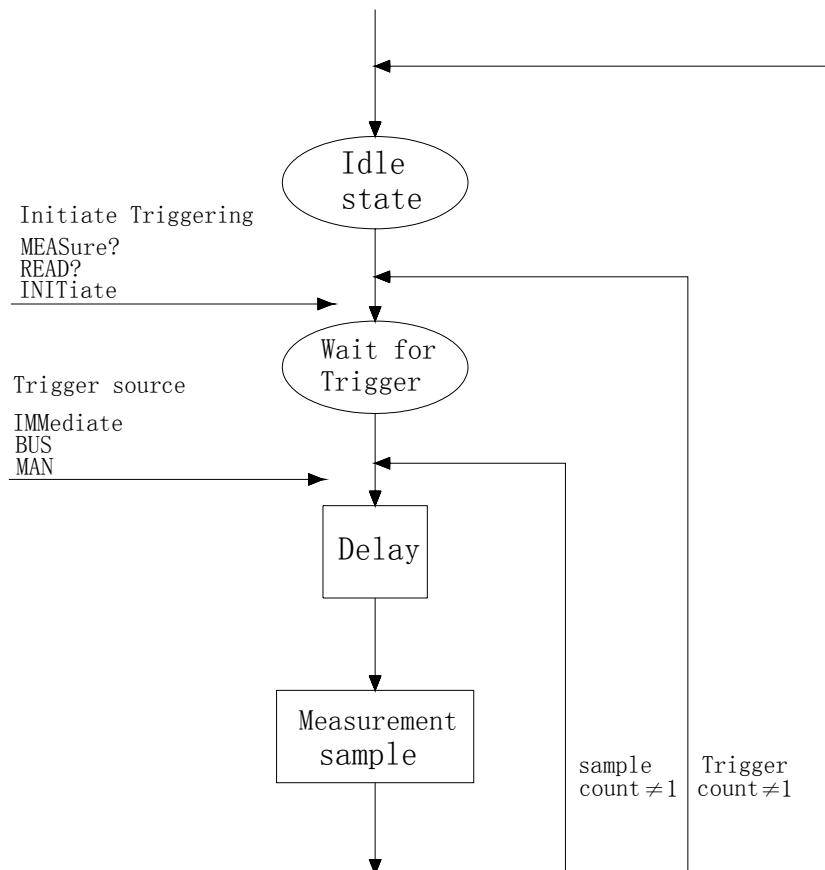 Idle
state
Initiate Triggering
MEASure?
READ?
INITiate
Wait for
Trigger
Trigger source
IMMediate
BUS
MAN
Delay
Measurement
sample
sample
count≠1
Trigger
count≠1